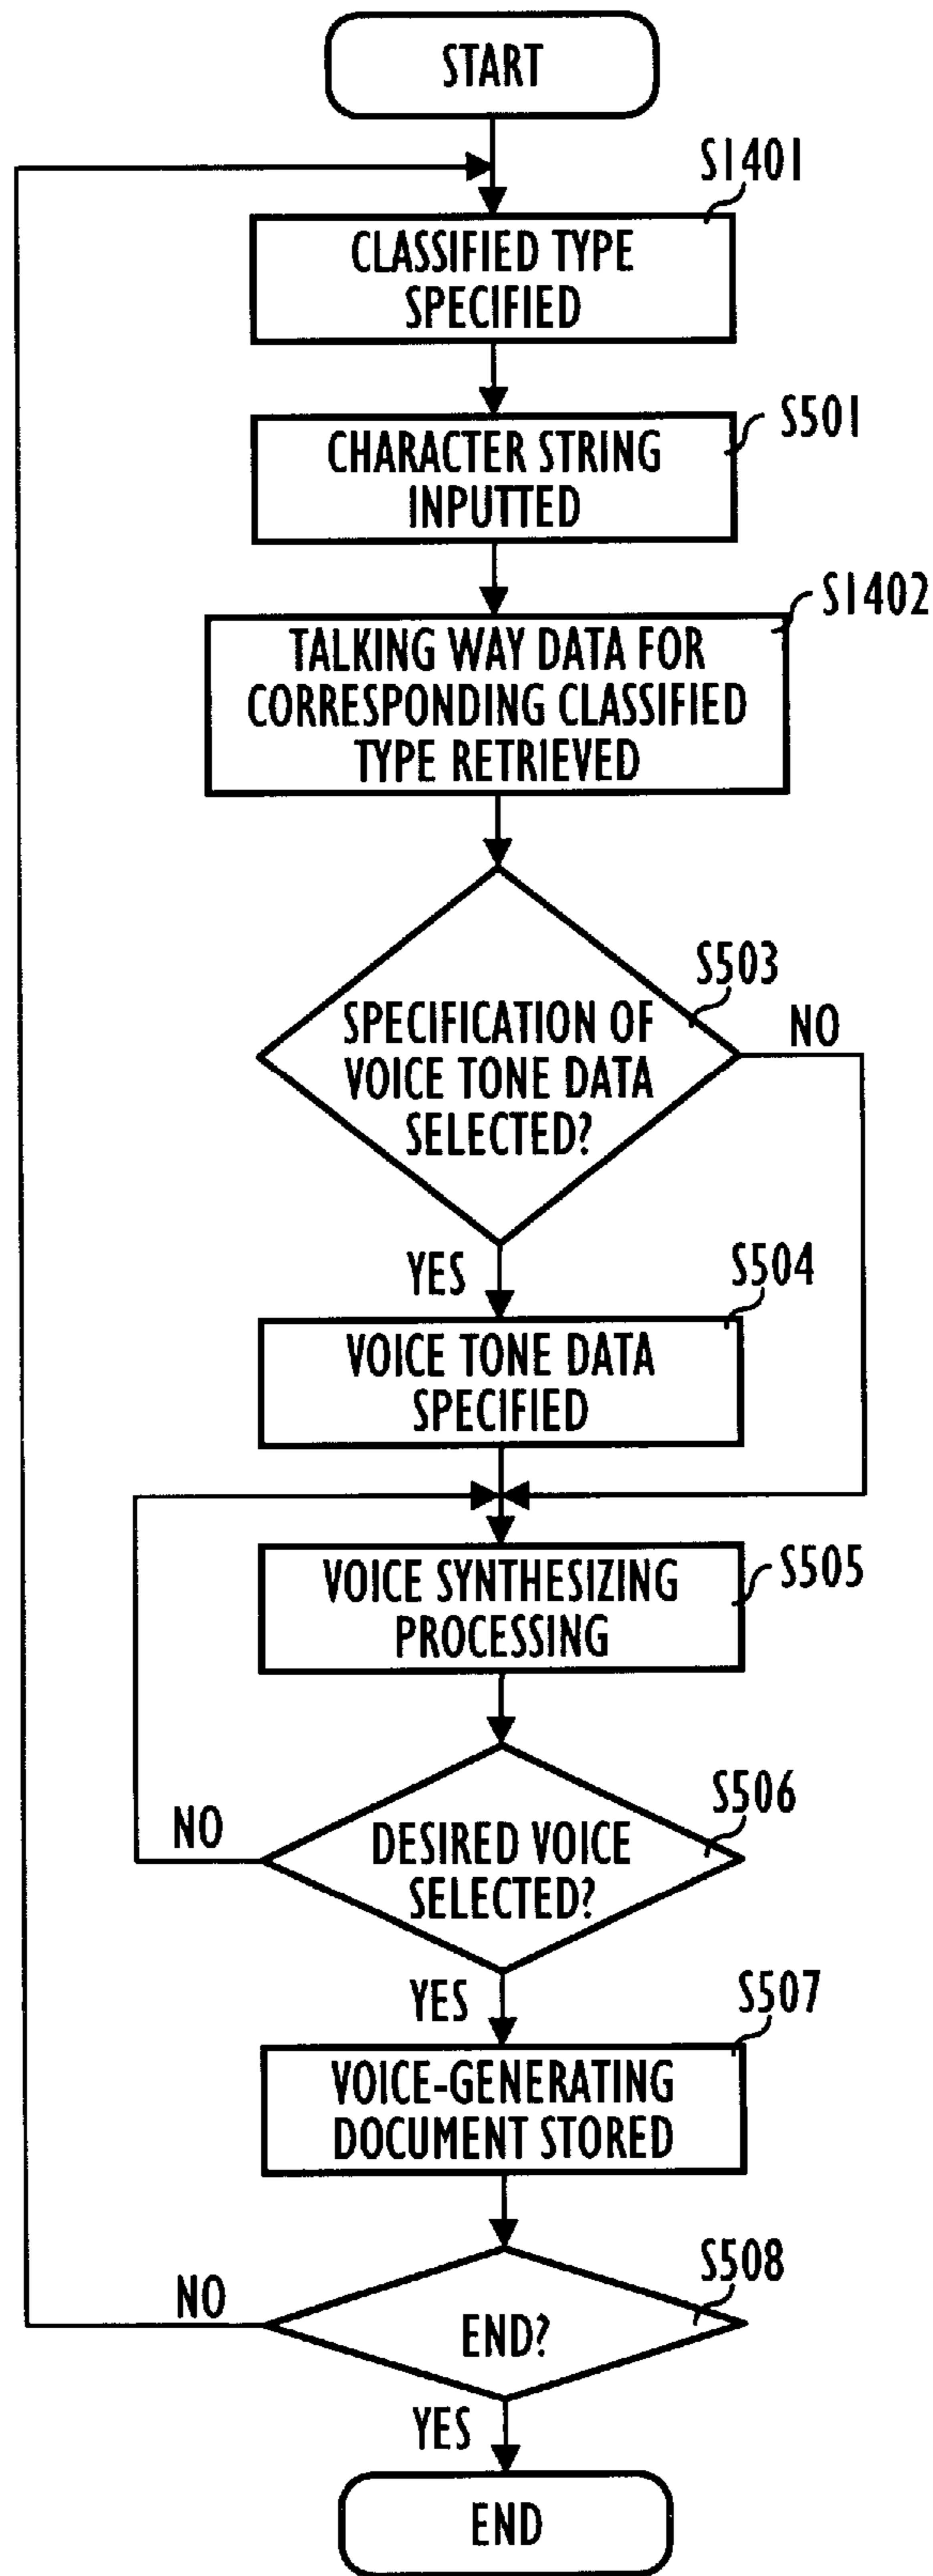 START
S1401
CLASSIFIED TYPE
SPECIFIED
S501
CHARACTER STRING
INPUTTED
S1402
TALKING WAY DATA FOR
CORRESPONDING CLASSIFIED
TYPE RETRIEVED
S503
SPECIFICATION OF
VOICE TONE DATA
SELECTED?
NO
YES
S504
VOICE TONE DATA
SPECIFIED
S505
VOICE SYNTHESIZING
PROCESSING
S506
NO
DESIRED VOICE
SELECTED?
YES
S507
VOICE-GENERATING
DOCUMENT STORED
S508
NO
END?
YES
END